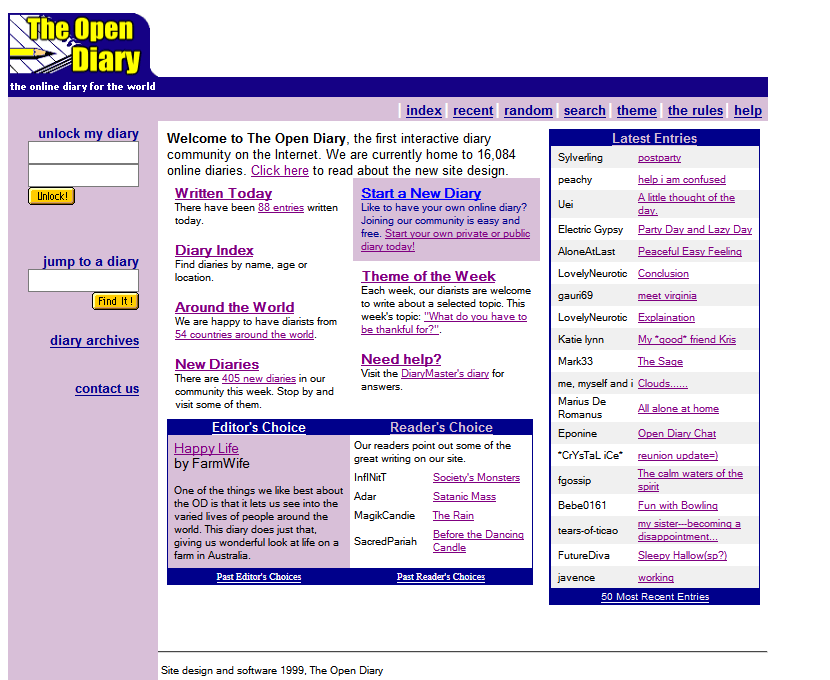 The Open
Diary
the online diary for the world
index recent random search theme the rules help
unlock my diary
Unlock!
jump to a diary
Find It !
diary archives
contact us
Welcome to The Open Diary, the first interactive diary
community on the Internet. We are currently home to 16,084
online diaries. Click here to read about the new site design.
Written Today
There have been 88 entries written
today.
Diary Index
Find diaries by name, age or
location.
Around the World
We are happy to have diarists from
54 countries around the world.
New Diaries
There are 405 new diaries in our
community this week. Stop by and
visit some of them.
Start a New Diary
Like to have your own online diary?
Joining our community is easy and
free. Start your own private or public
diary today!
Theme of the Week
Each week, our diarists are welcome
to write about a selected topic. This
week's topic: "What do you have to
be thankful for?".
Need help?
Visit the DiaryMaster's diary for
answers.
Editor's Choice
Happy Life
by FarmWife
One of the things we like best about
the OD is that it lets us see into the
varied lives of people around the
world. This diary does just that,
giving us wonderful look at life on a
farm in Australia.
Past Editor's Choices
Reader's Choice
Our readers point out some of the
great writing on our site.
InflNitT Society's Monsters
Adar Satanic Mass
MagikCandie The Rain
SacredPariah Before the Dancing
Candle
Past Reader's Choices
Latest Entries
Sylverling postparty
peachy help i am confused
Uei A little thought of the
day.
Electric Gypsy Party Day and Lazy Day
AloneAtLast Peaceful Easy Feeling
LovelyNeurotic Conclusion
gauri69 meet virginia
LovelyNeurotic Explaination
Katie lynn My *good* friend Kris
Mark33 The Sage
me, myself and i Clouds......
Marius De
Romanus All alone at home
Eponine Open Diary Chat
*CrYsTaL iCe* reunion update=)
fgossip The calm waters of the
spirit
Bebe0161 Fun with Bowling
tears-of-ticao my sister---becoming a
disappointment...
FutureDiva Sleepy Hallow(sp?)
javence working
50 Most Recent Entries
Site design and software 1999, The Open Diary